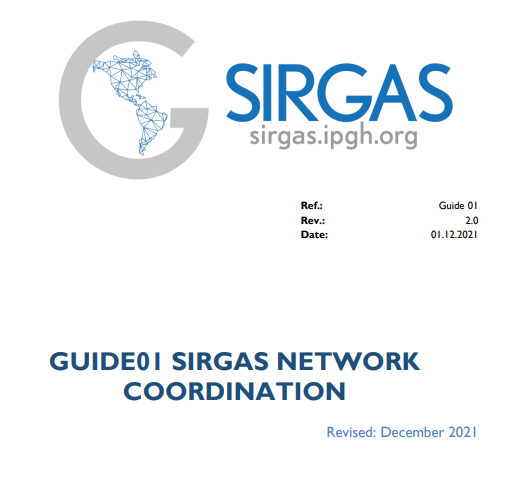 SIRGAS
sirgas.ipgh.org
Ref.: Guide 01
Rev.: 2.0
Date: 01.12.2021
GUIDE01 SIRGAS NETWORK
COORDINATION
Revised: December 2021